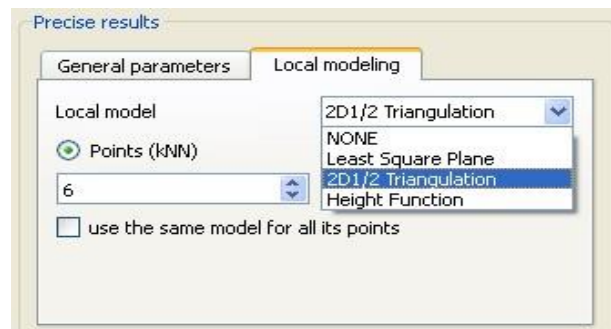 Precise results
General parameters Local modeling
Local model 2D1/2 Triangulation
NONE
Points (kNN)
Least Square Plane
6 2D1/2 Triangulation
Height Function
use the same model for all its points